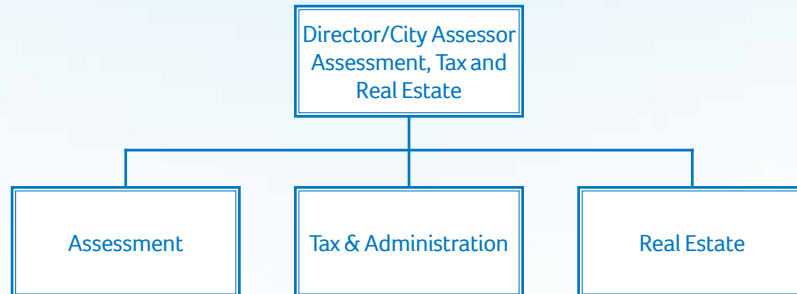 Director/City Assessor
Assessment, Tax and
Real Estate
Assessment
Tax & Administration
Real Estate